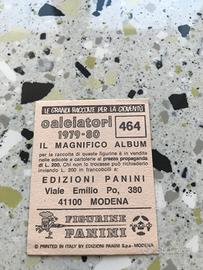 LE GRANDI RACCOLTE PER LA GIOVENTÙ
calciatori
1979-80
464
IL MAGNIFICO ALBUM
per la raccolta di queste figurine è in vendita
nelle edicole e cartolerie al prezzo propaganda
di L. 200. Chi non lo trovasse può richiederlo
inviando L. 200 in francobolli a:
EDIZIONI PANINI
Viale Emilio Po, 380
41100 MODENA
FIGURINE
PANINI
© PRINTED IN ITALY BY EDIZIONI PANINI S.p.A. - MODENA